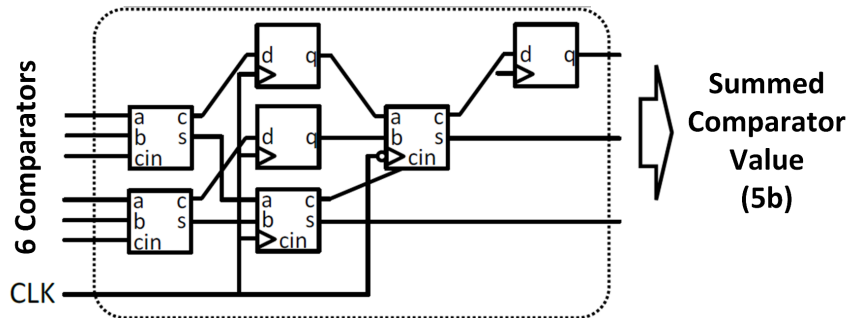 6 Comparators
CLK
a c
b s
cin
a c
b s
cin
d q
d q
a c
b s
cin
a c
b s
cin
d q
Summed
Comparator
Value
(5b)